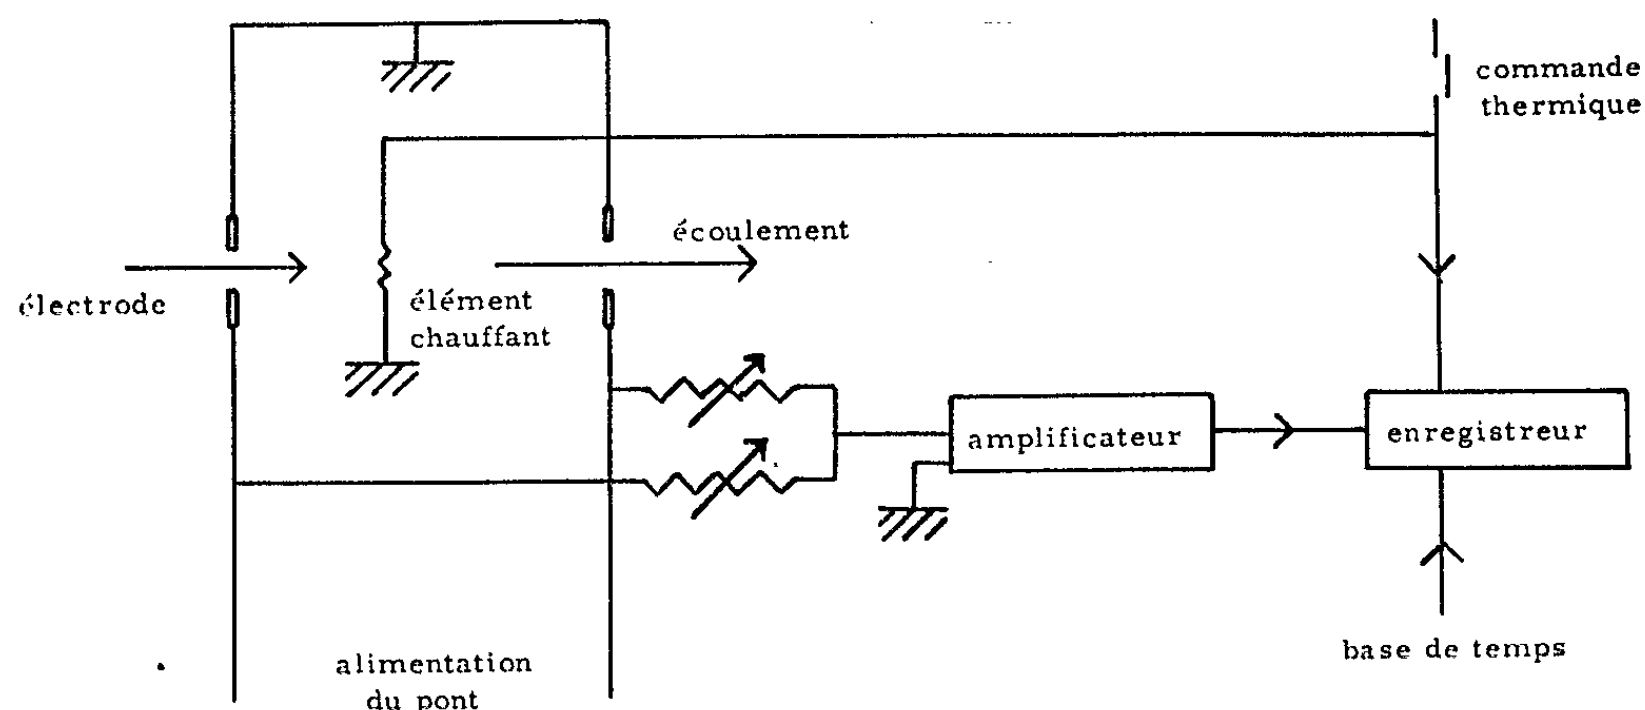 commande
thermique
écoulement
électrode
élément
chauffant
amplificateur
enregistreur
base de temps
alimentation
du pont